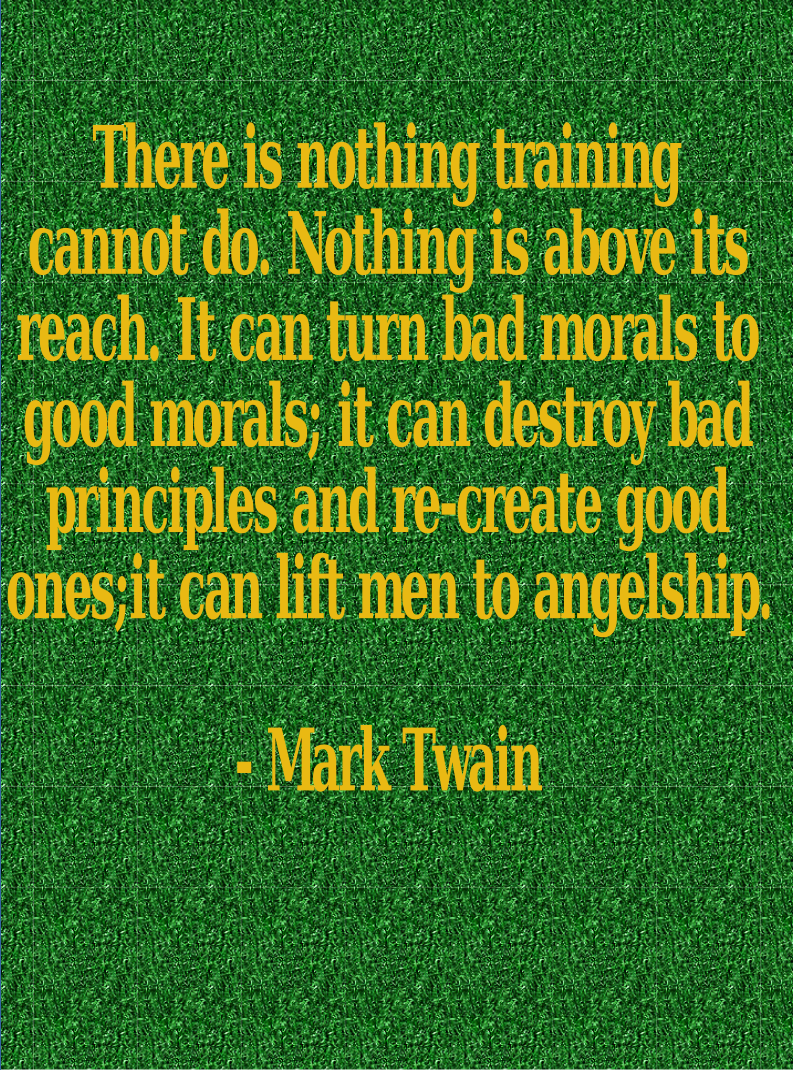 There is nothing training
cannot do. Nothing is above its
reach. It can turn bad morals to
good morals; it can destroy bad
principles and re-create good
ones;it can lift men to angelship.
- Mark Twain